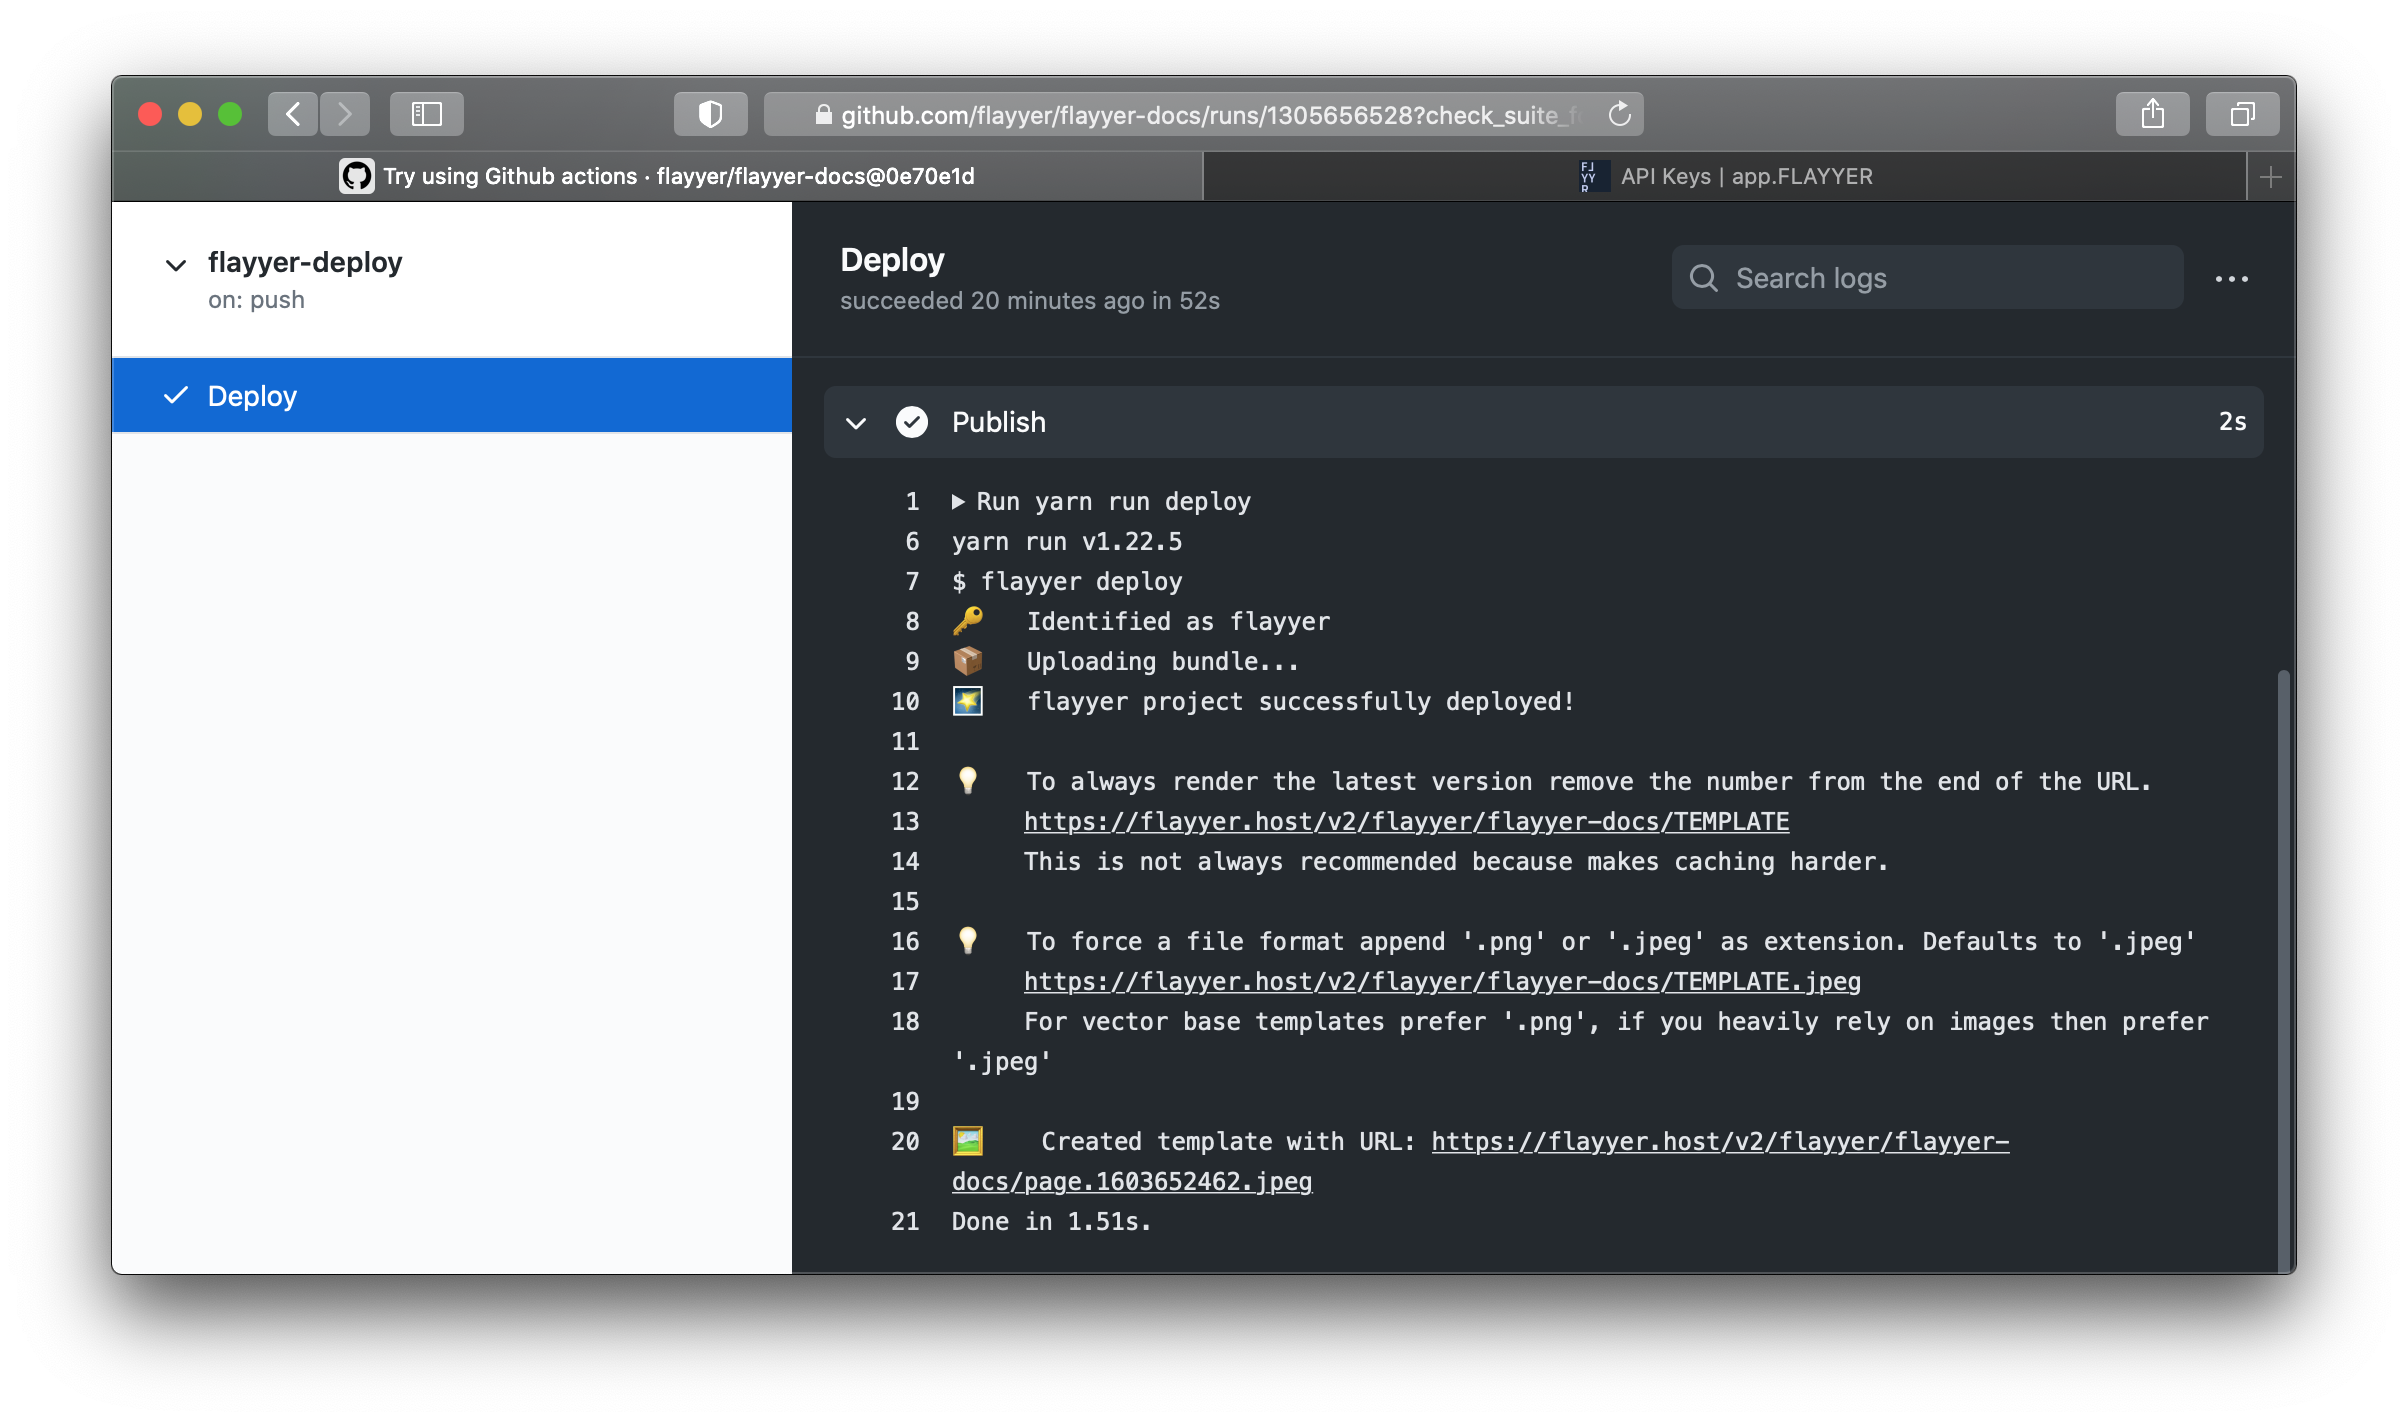 github.com/flayyer/flayyer-docs/runs/1305656528?check_suite_f
Try using Github actions · flayyer/flayyer-docs@0e70e1d
FJ
YY
R
API Keys | app.FLAYYER
flayyer-deploy
on: push
Deploy
Deploy
succeeded 20 minutes ago in 52s
Search logs
Publish
2s
1 Run yarn run deploy
6 yarn run v1.22.5
7 $ flayyer deploy
8 🔑 Identified as flayyer
9 📦 Uploading bundle...
10 🌠 flayyer project successfully deployed!
11
12 💡 To always render the latest version remove the number from the end of the URL.
13 https://flayyer.host/v2/flayyer/flayyer-docs/TEMPLATE
14 This is not always recommended because makes caching harder.
15
16 💡 To force a file format append '.png' or '.jpeg' as extension. Defaults to '.jpeg'
17 https://flayyer.host/v2/flayyer/flayyer-docs/TEMPLATE.jpeg
18 For vector base templates prefer '.png', if you heavily rely on images then prefer
'.jpeg'
19
20 🖼️ Created template with URL: https://flayyer.host/v2/flayyer/flayyer-
docs/page.1603652462.jpeg
21 Done in 1.51s.